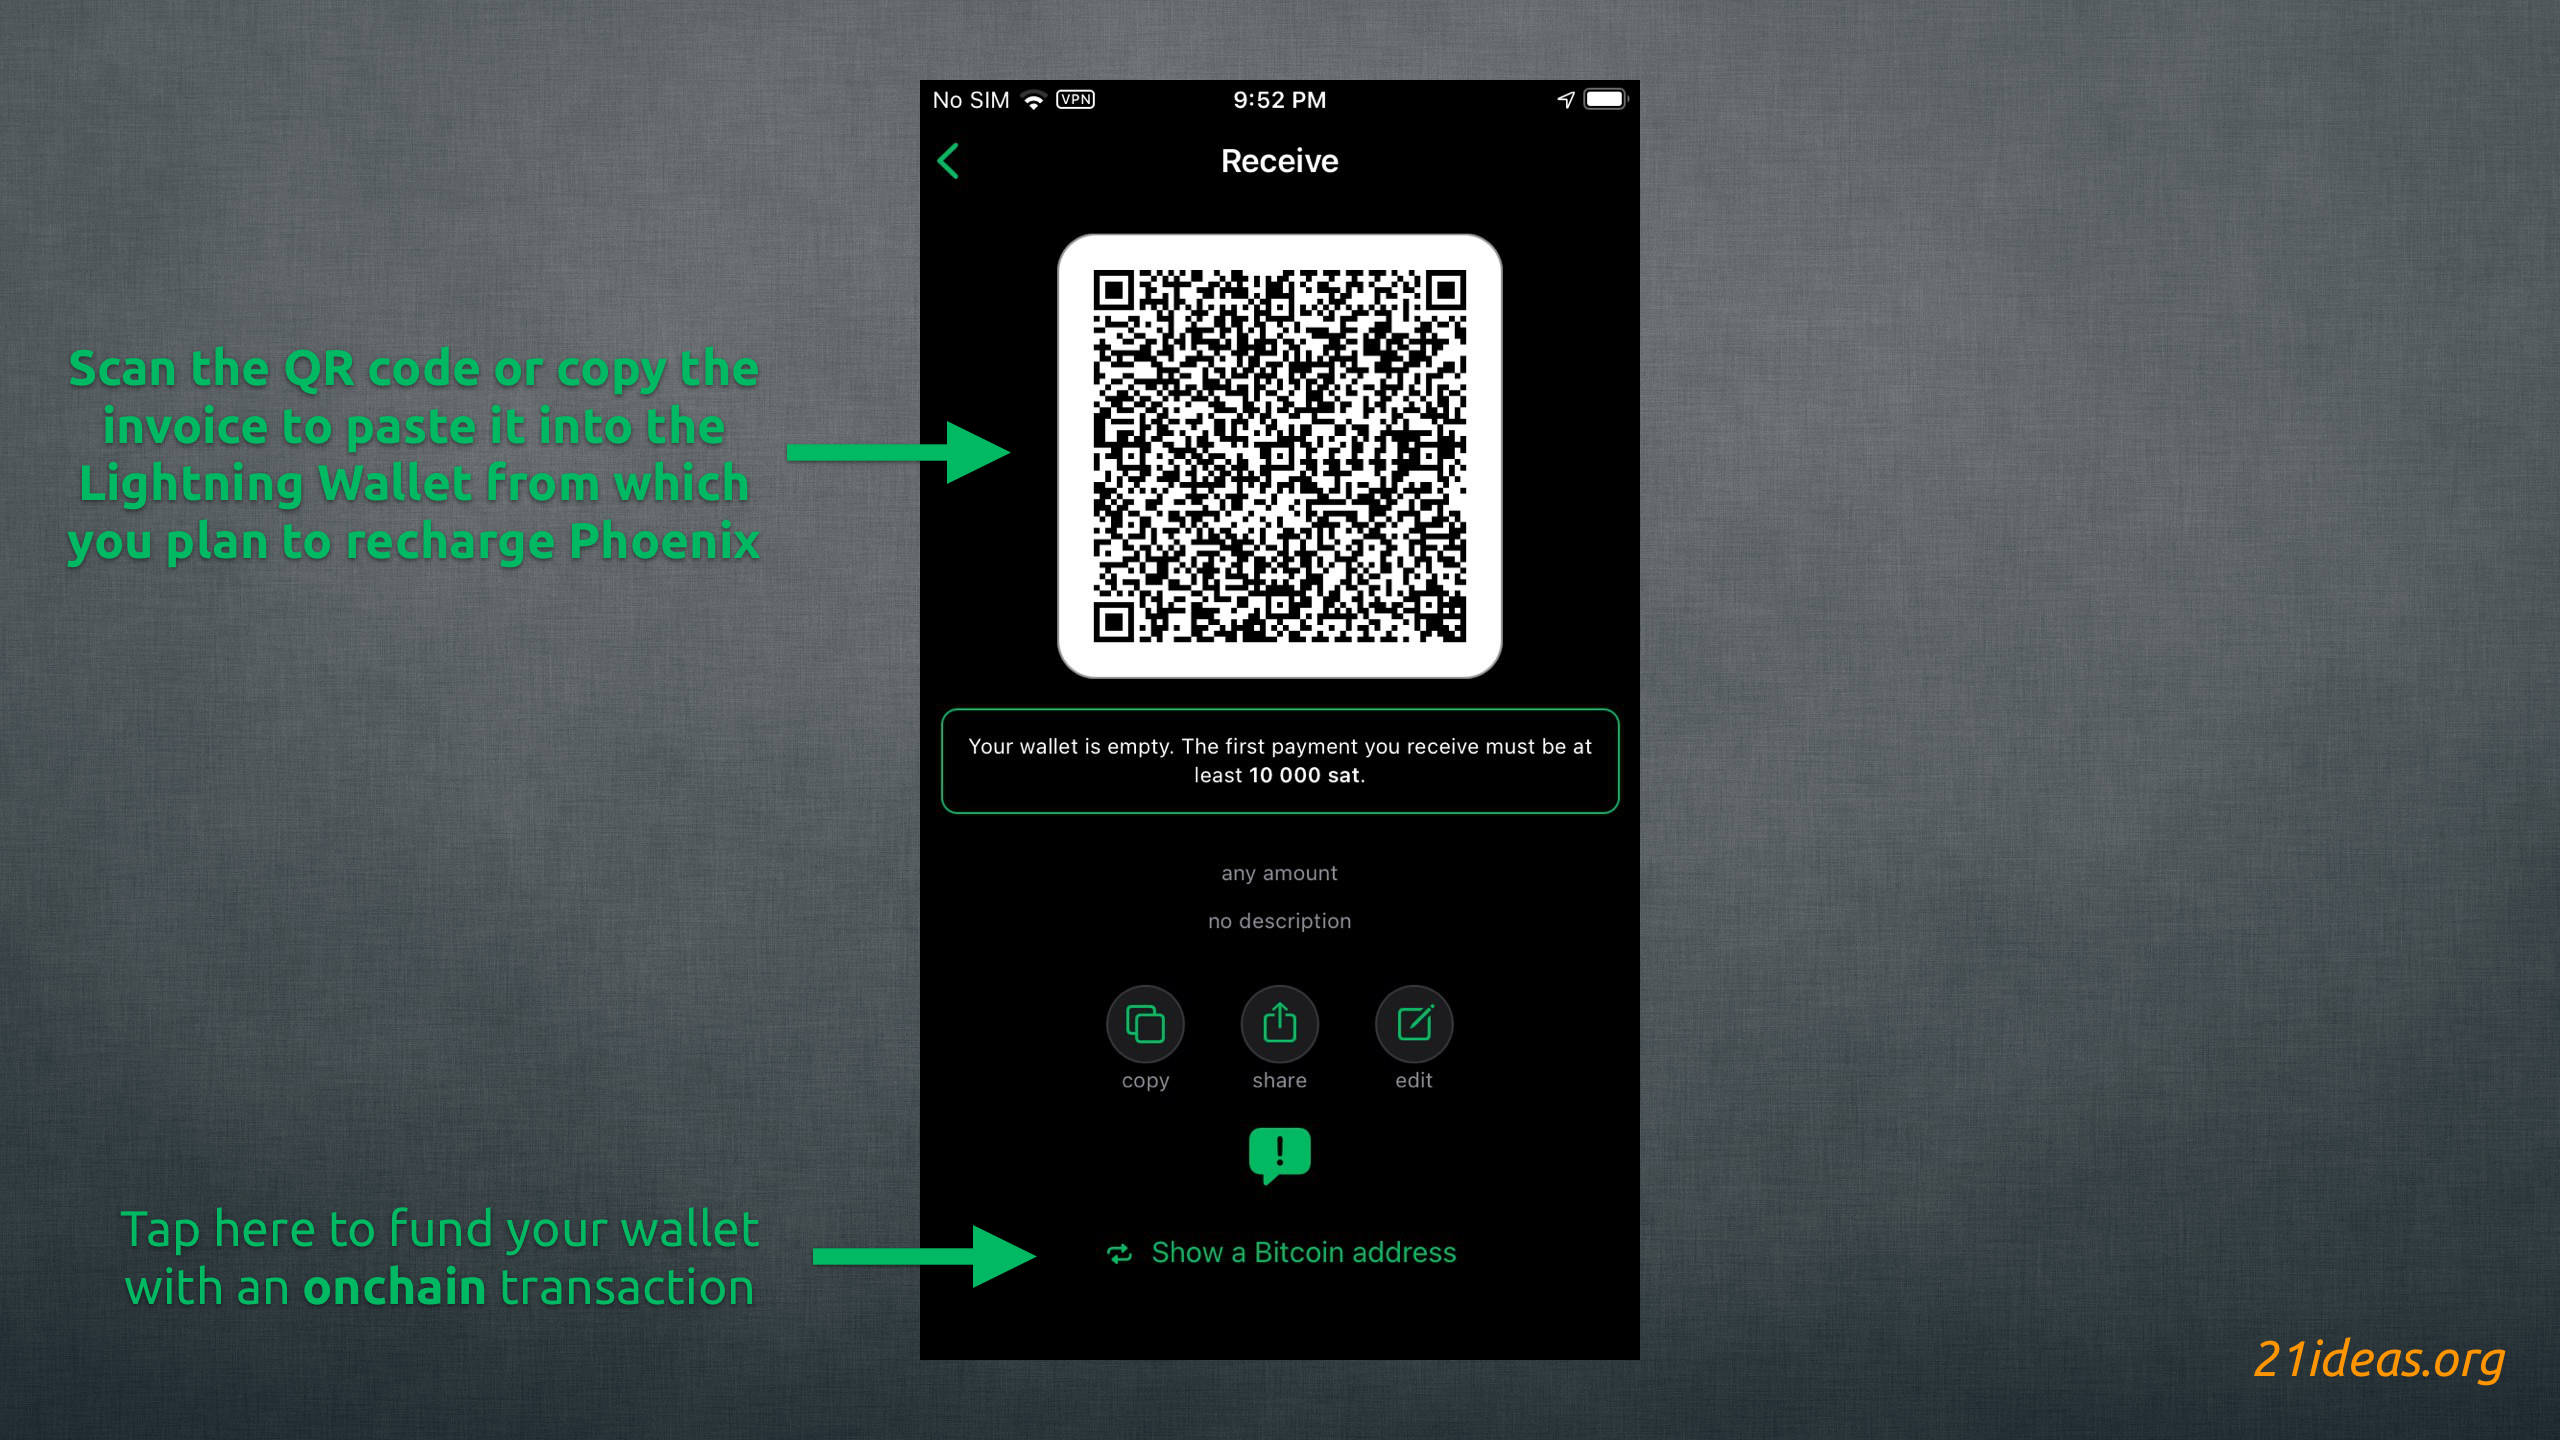 No SIM VPN 9:52 PM
Receive
Scan the QR code or copy the
invoice to paste it into the
Lightning Wallet from which
you plan to recharge Phoenix
Your wallet is empty. The first payment you receive must be at
least 10 000 sat.
any amount
no description
copy share edit
Tap here to fund your wallet
with an onchain transaction
Show a Bitcoin address
21ideas.org